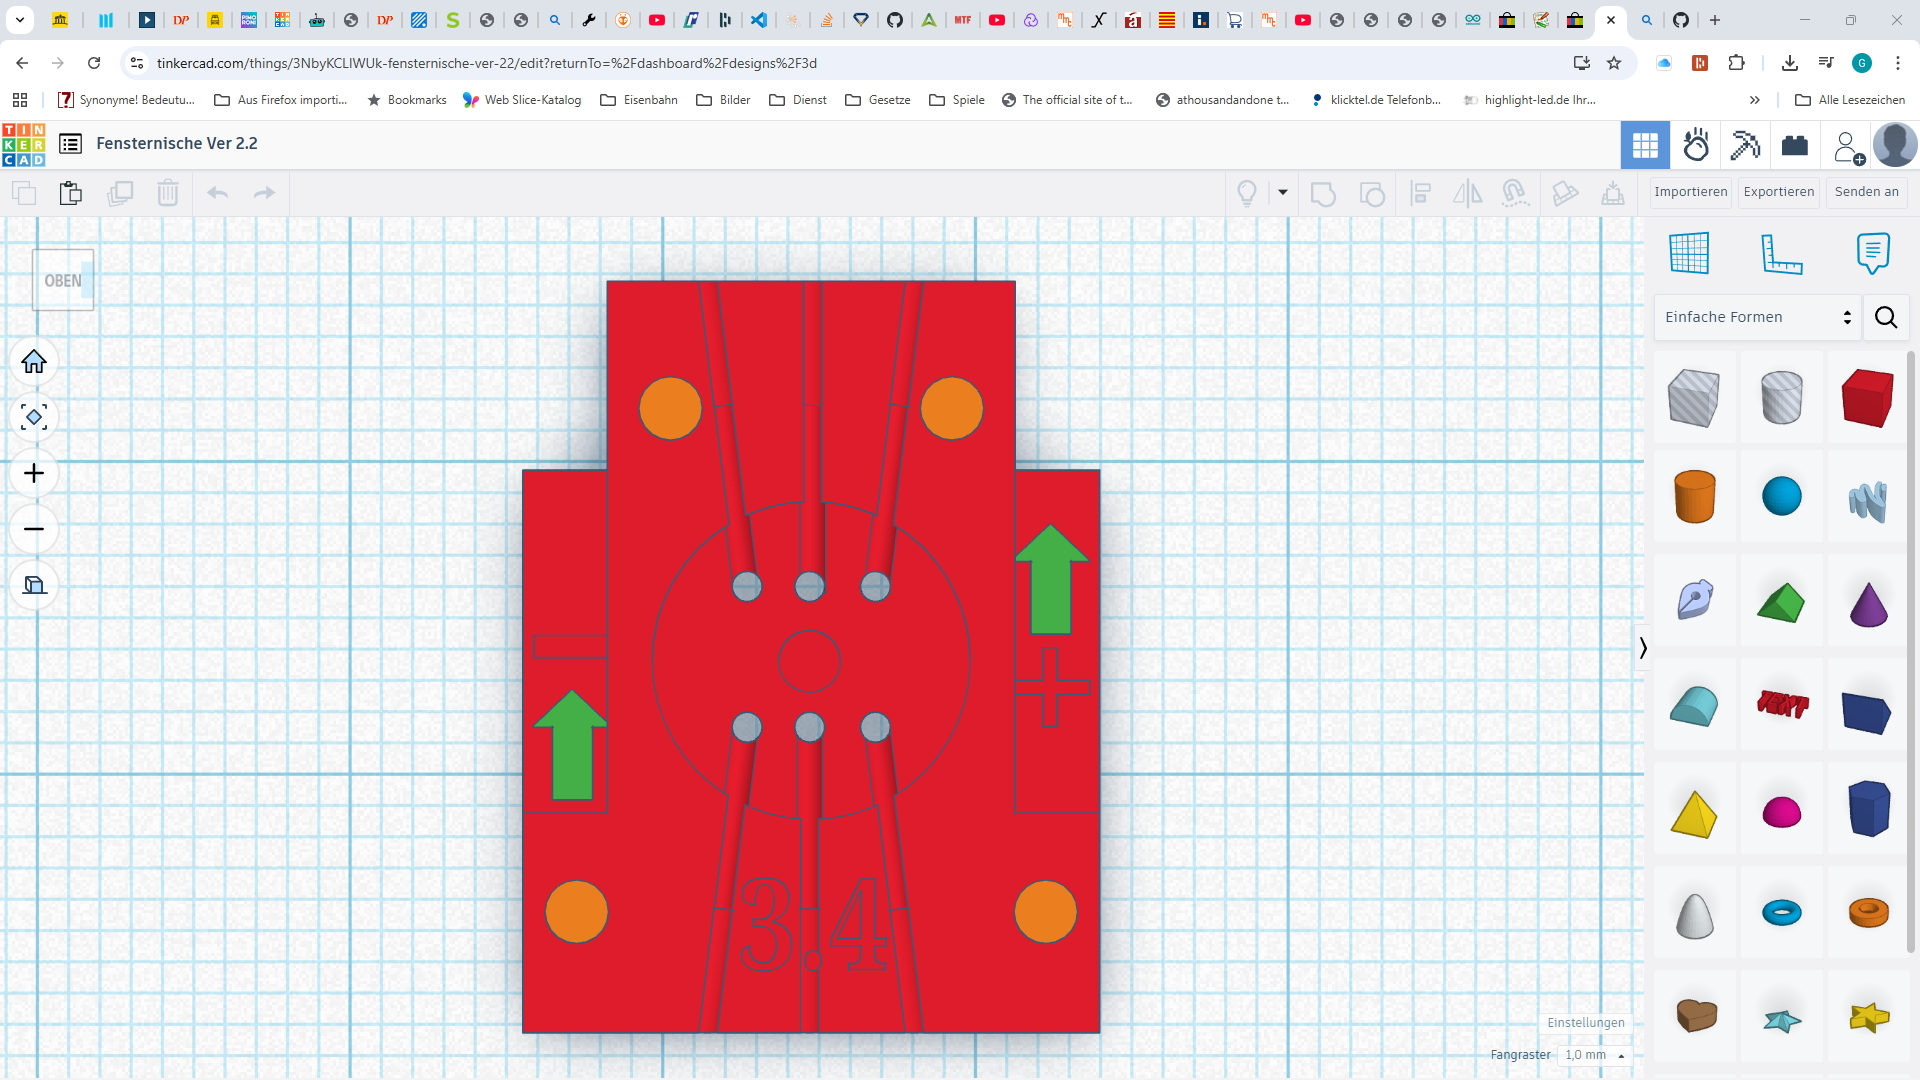 tinkercad.com/things/3NbyKCLlWUk-fensternische-ver-22/edit?returnTo=%2Fdashboard%2Fdesigns%2F3d
G
Synonyme! Bedeutu...
Aus Firefox importi...
Bookmarks
Web Slice-Katalog
Eisenbahn
Bilder
Dienst
Gesetze
Spiele
The official site of t...
athousandandone t...
klicktel.de Telefonb...
highlight-led.de Ihr...
»
Alle Lesezeichen
TIN
KER
CAD
Fensternische Ver 2.2
Importieren
Exportieren
Senden an
OBEN
Einfache Formen
TEXT
3.4
Einstellungen
Fangraster
1,0 mm